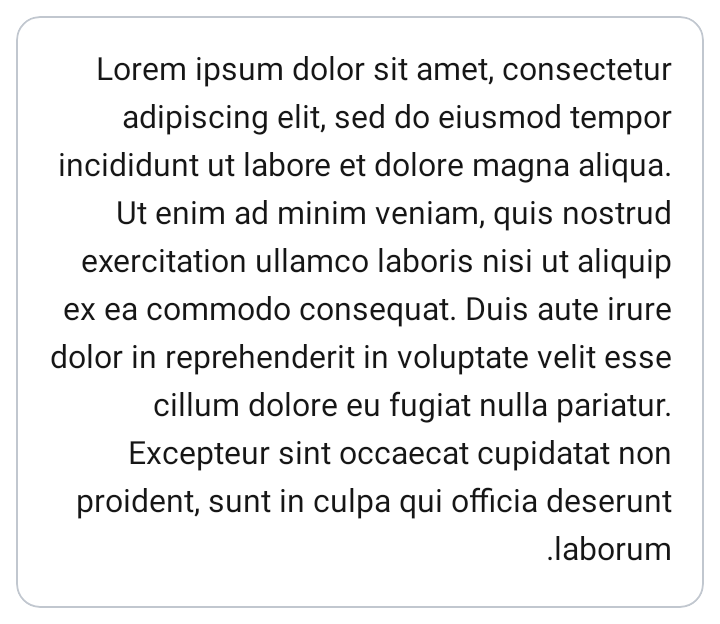 Lorem ipsum dolor sit amet, consectetur
adipiscing elit, sed do eiusmod tempor
incididunt ut labore et dolore magna aliqua.
Ut enim ad minim veniam, quis nostrud
exercitation ullamco laboris nisi ut aliquip
ex ea commodo consequat. Duis aute irure
dolor in reprehenderit in voluptate velit esse
cillum dolore eu fugiat nulla pariatur.
Excepteur sint occaecat cupidatat non
proident, sunt in culpa qui officia deserunt
.laborum